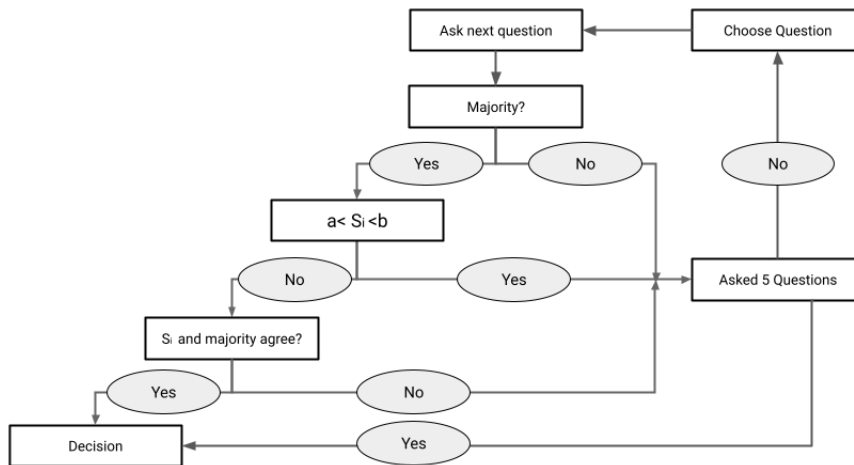 Ask next question
Choose Question
Majority?
Yes
No
No
a< Sᵢ <b
No
Yes
Asked 5 Questions
Sᵢ and majority agree?
Yes
No
Decision
Yes